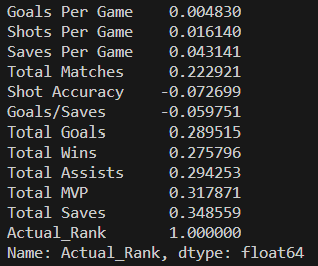 Goals Per Game    0.004830
Shots Per Game    0.016140
Saves Per Game    0.043141
Total Matches     0.222921
Shot Accuracy    -0.072699
Goals/Saves      -0.059751
Total Goals       0.289515
Total Wins        0.275796
Total Assists     0.294253
Total MVP         0.317871
Total Saves       0.348559
Actual_Rank       1.000000
Name: Actual_Rank, dtype: float64